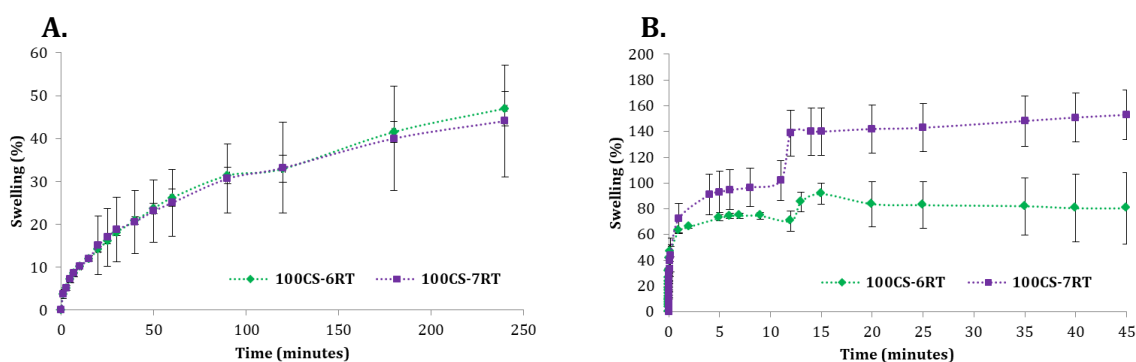 A.
60
50
40
30
20
10
0
Swelling (%)
100CS-6RT 100CS-7RT
0 50 100 150 200 250
Time (minutes)
B.
200
180
160
140
120
100
80
60
40
20
0
Swelling (%)
100CS-6RT 100CS-7RT
0 5 10 15 20 25 30 35 40 45
Time (minutes)